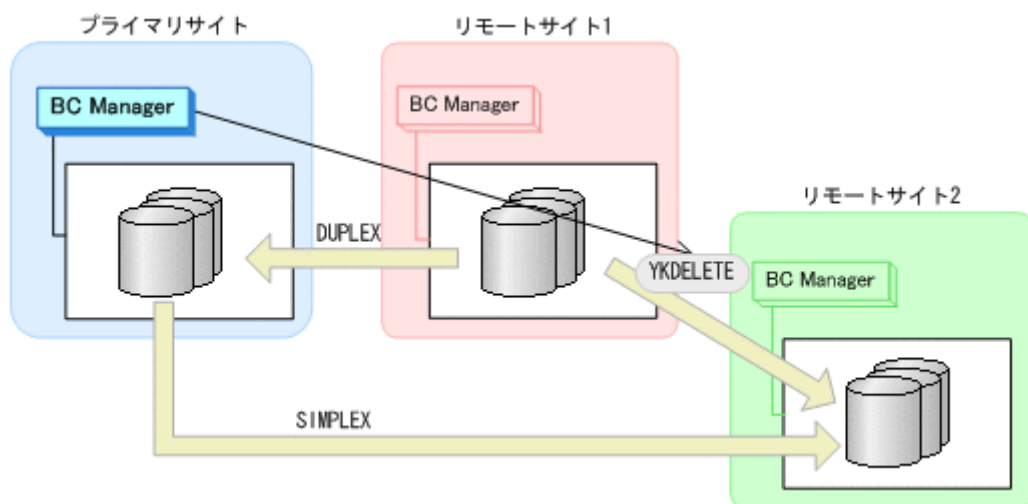 プライマリサイト
リモートサイト1
BC Manager
BC Manager
リモートサイト2
DUPLEX
YKDELETE
BC Manager
SIMPLEX